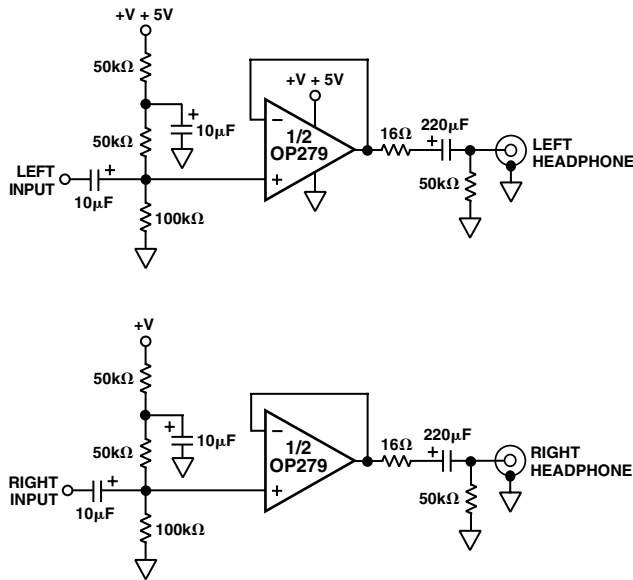 +V + 5V
50kΩ
+
10μF
50kΩ
LEFT
INPUT
+
10μF
100kΩ
+V + 5V
−
1/2
OP279
+
16Ω
220μF
+
50kΩ
LEFT
HEADPHONE
+V
50kΩ
+
10μF
50kΩ
RIGHT
INPUT
+
10μF
100kΩ
−
1/2
OP279
+
16Ω
220μF
+
50kΩ
RIGHT
HEADPHONE